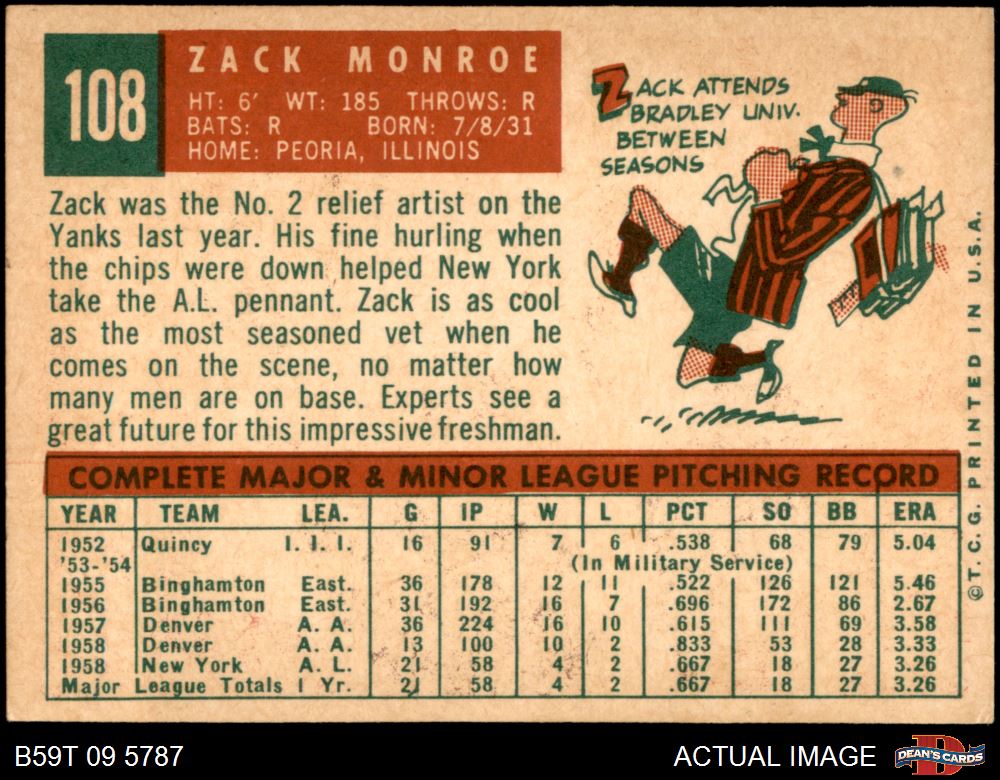 108
ZACK MONROE
HT: 6' WT: 185 THROWS: R
BATS: R BORN: 7/8/31
HOME: PEORIA, ILLINOIS
ZACK ATTENDS
BRADLEY UNIV.
BETWEEN
SEASONS
Zack was the No. 2 relief artist on the
Yanks last year. His fine hurling when
the chips were down helped New York
take the A.L. pennant. Zack is as cool
as the most seasoned vet when he
comes on the scene, no matter how
many men are on base. Experts see a
great future for this impressive freshman.
COMPLETE MAJOR & MINOR LEAGUE PITCHING RECORD
YEAR TEAM LEA. G IP W L PCT SO BB ERA
1952 Quincy I. I. I. 16 91 7 6 .538 68 79 5.04
'53-'54 (In Military Service)
1955 Binghamton East. 36 178 12 11 .522 126 121 5.46
1956 Binghamton East. 31 192 16 7 .696 172 86 2.67
1957 Denver A. A. 36 224 16 10 .615 111 69 3.58
1958 Denver A. A. 13 100 10 2 .833 53 28 3.33
1958 New York A. L. 21 58 4 2 .667 18 27 3.26
Major League Totals 1 Yr. 21 58 4 2 .667 18 27 3.26
©T. C. G. PRINTED IN U.S.A.
B59T 09 5787
ACTUAL IMAGE
D
DEAN'S CARDS